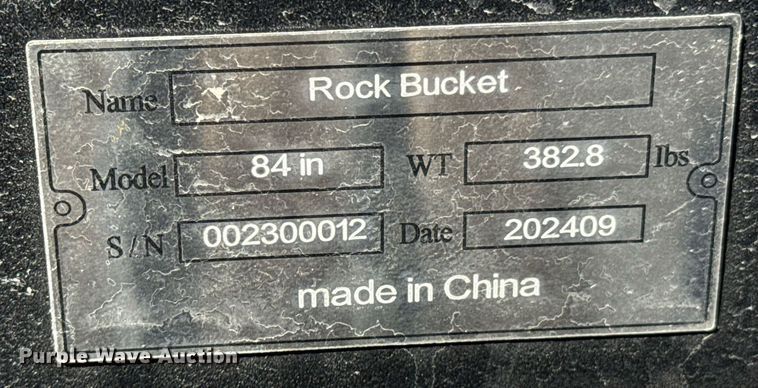 Name Rock Bucket
Model 84 in WT 382.8 lbs
S/N 002300012 Date 202409
made in China
Purple Wave Auction